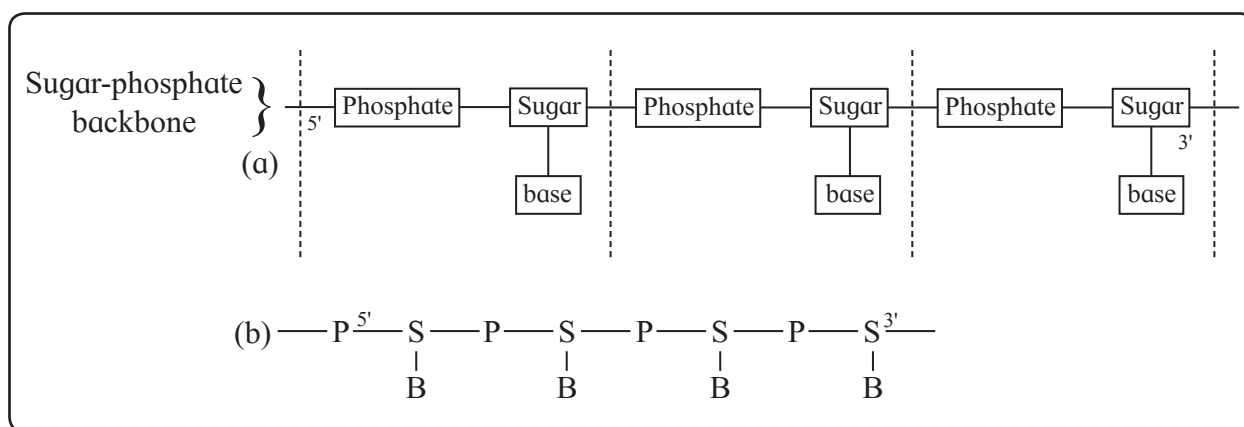 Sugar-phosphate
backbone
(a)
5' Phosphate Sugar Phosphate Sugar Phosphate Sugar
3'
base base base
(b) P 5' S P S P S P S 3'
B B B B